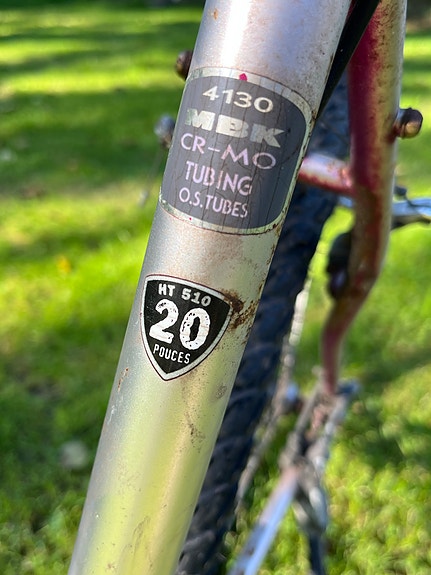 4130
MBK
CR-MO
TUBING
O.S.TUBES
HT 510
20
POUCES